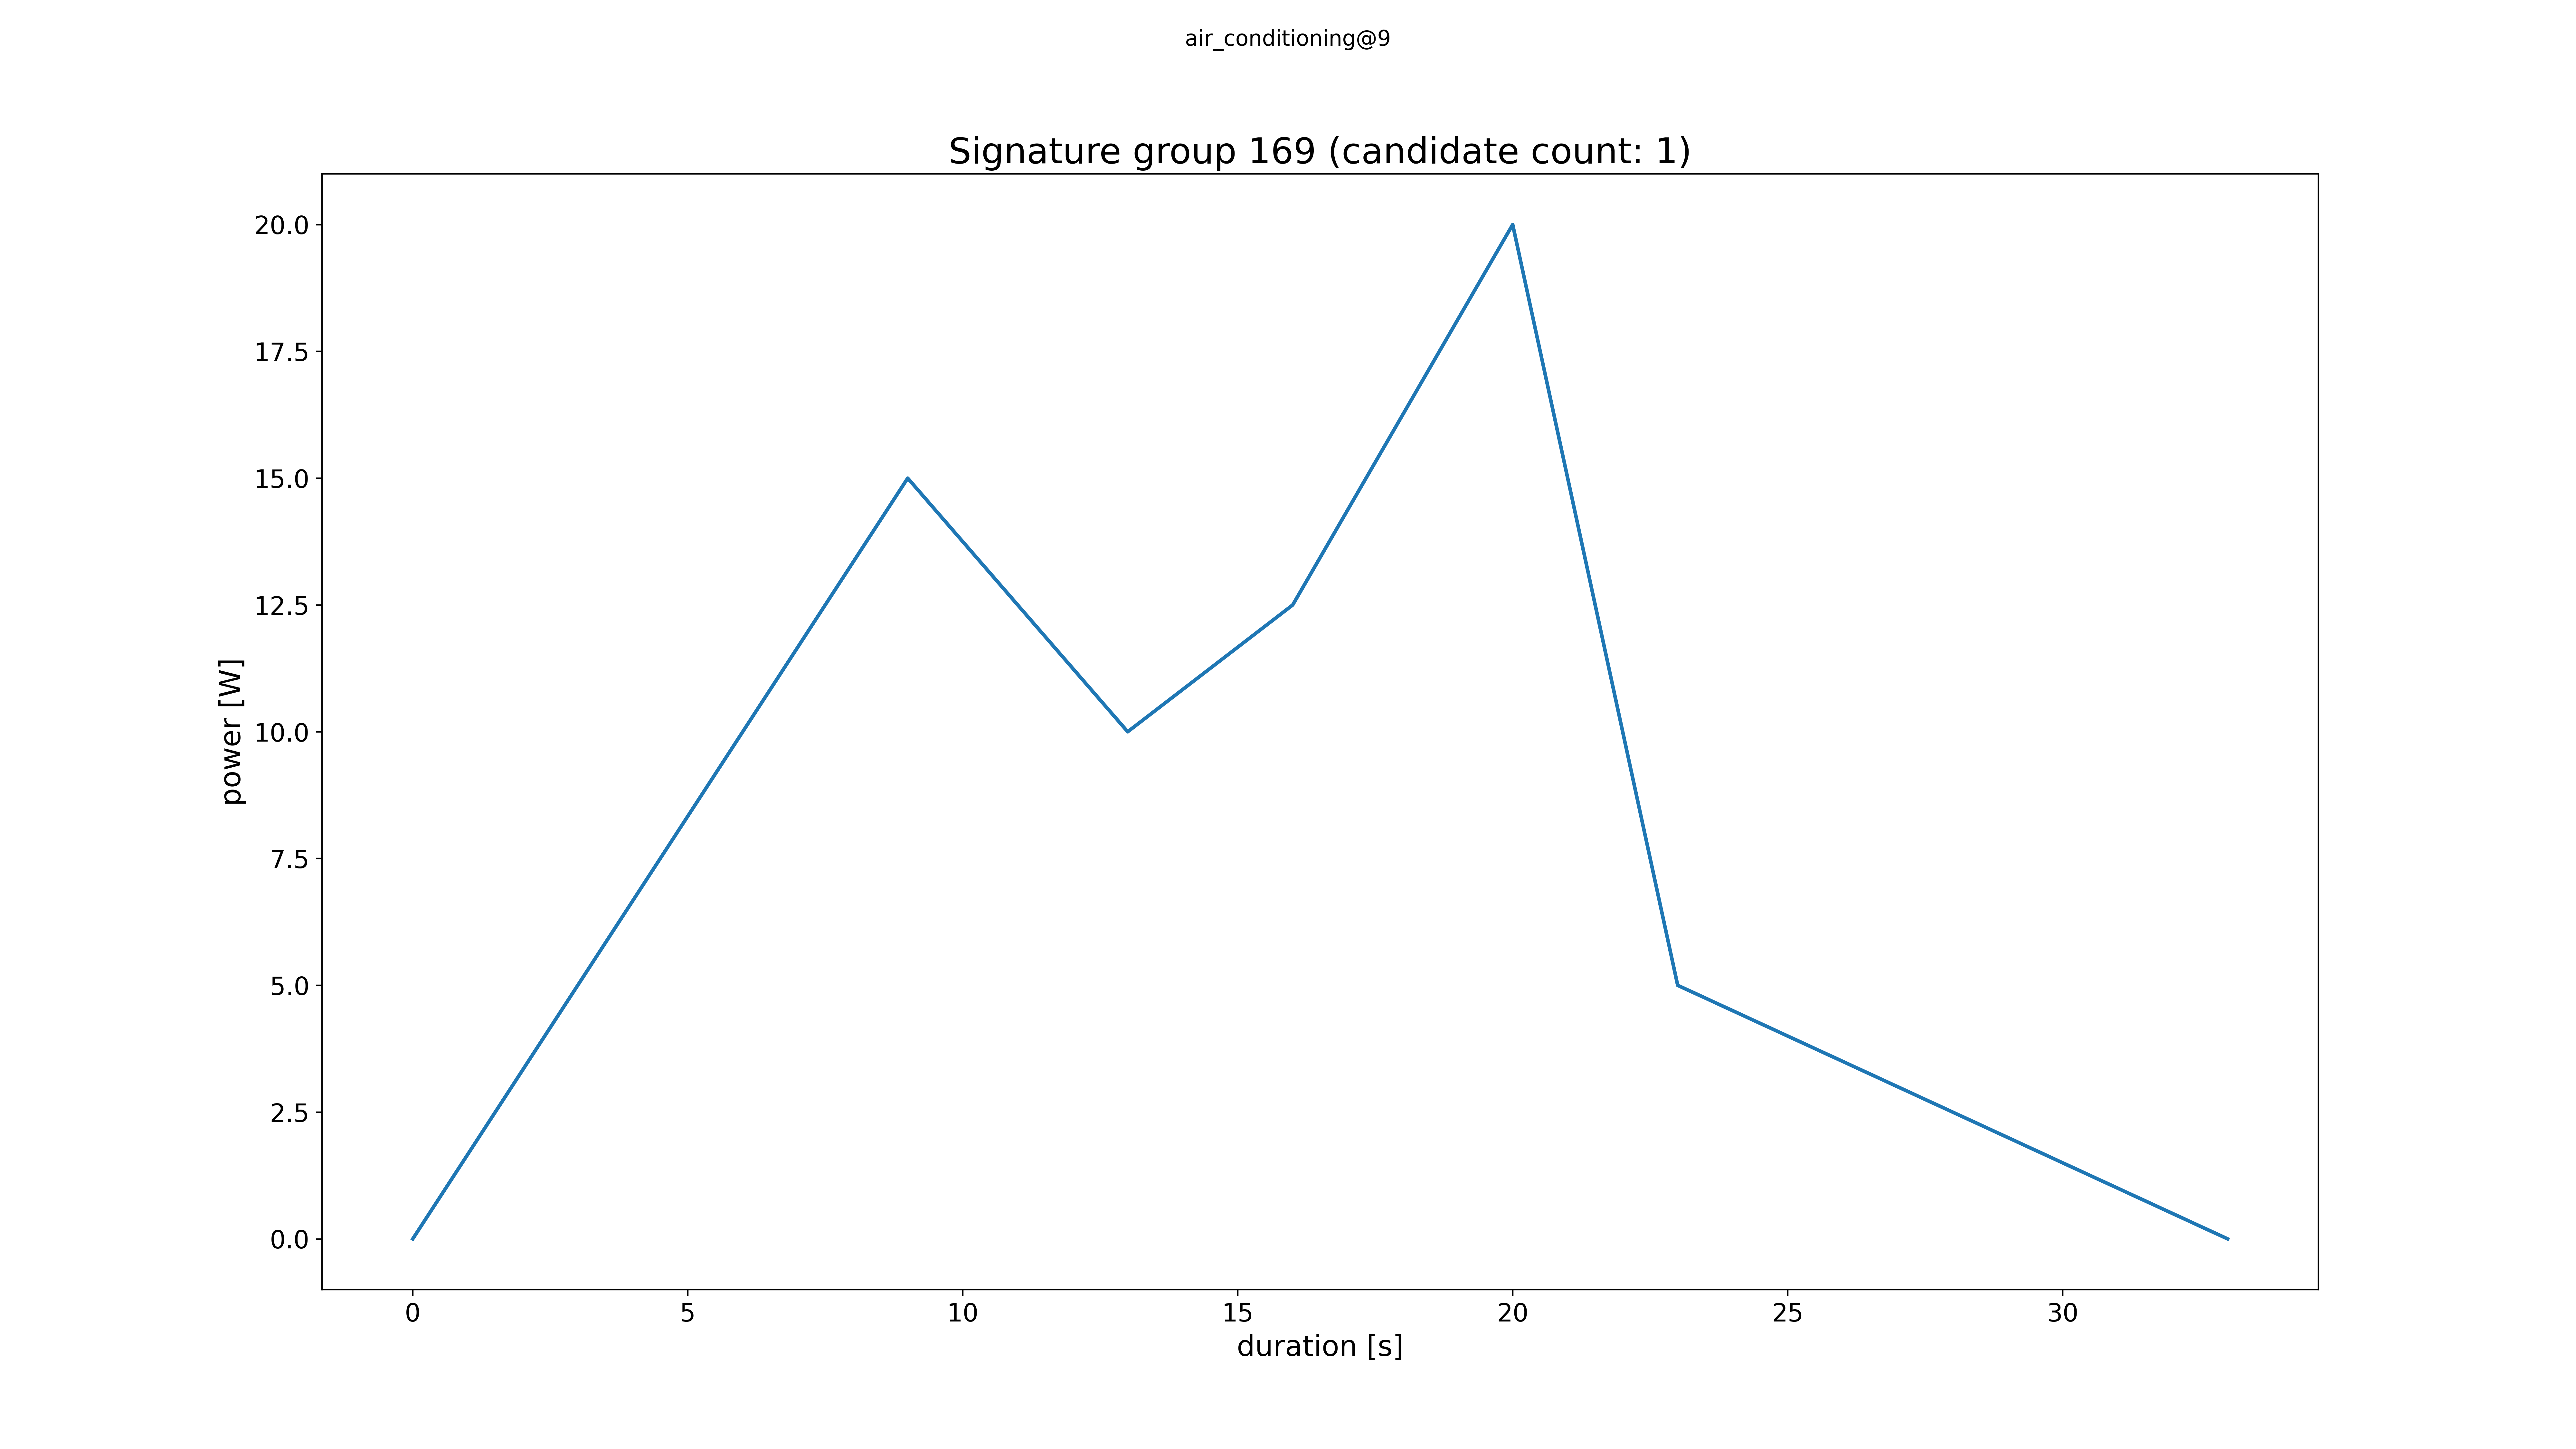 air_conditioning@9
Signature group 169 (candidate count: 1)
power [W]
20.0
17.5
15.0
12.5
10.0
7.5
5.0
2.5
0.0
0 5 10 15 20 25 30
duration [s]